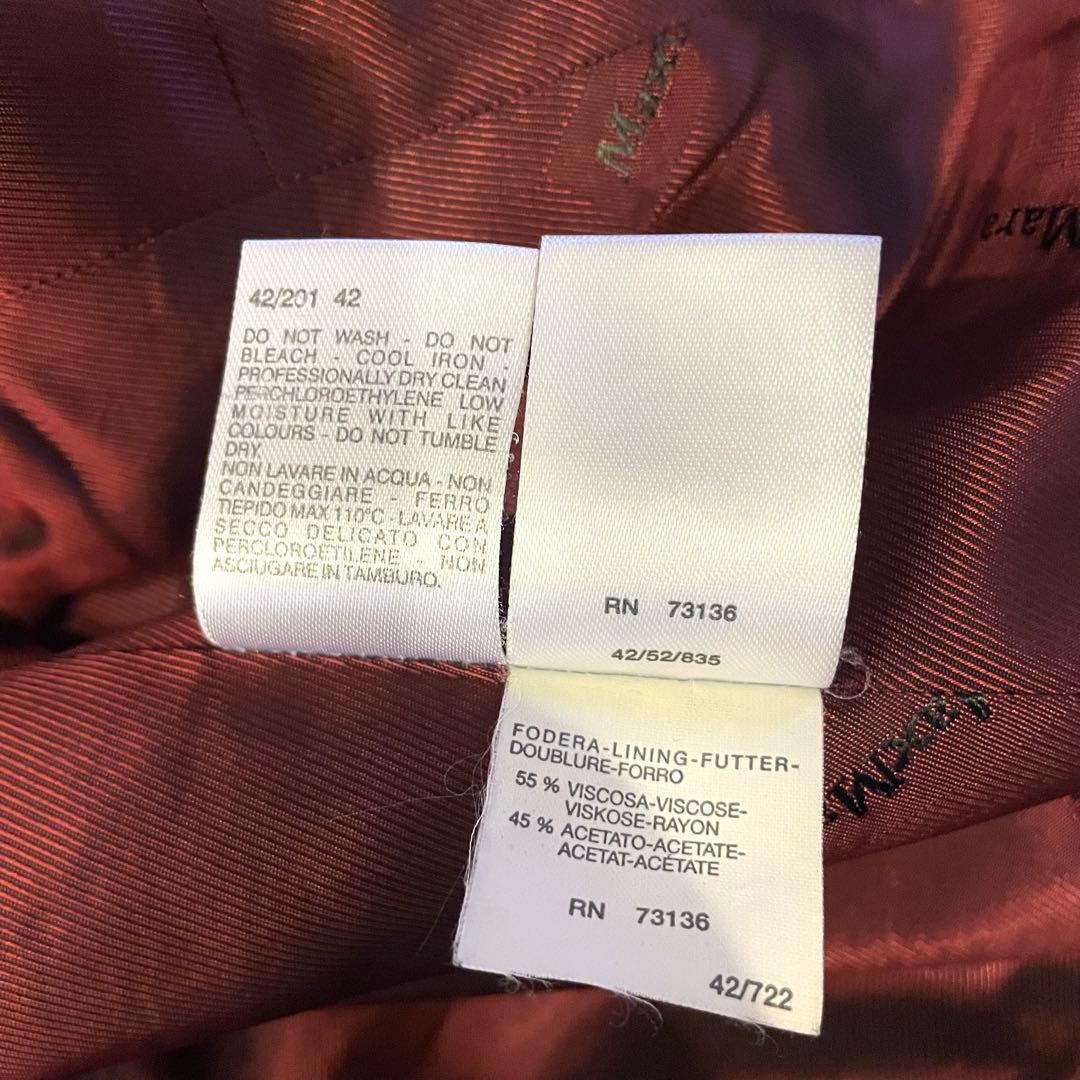 Max
Mara
42/201 42
DO NOT WASH - DO NOT
BLEACH - COOL IRON
PROFESSIONALLY DRY CLEAN
PERCHLOROETHYLENE LOW
MOISTURE WITH LIKE
COLOURS - DO NOT TUMBLE
DRY.
NON LAVARE IN ACQUA - NON
CANDEGGIARE - FERRO
TIEPIDO MAX 110°C - LAVARE A
SECCO DELICATO CON
PERCLOROETILENE NON
ASCIUGARE IN TAMBURO.
RN 73136
42/52/835
FODERA-LINING-FUTTER-
DOUBLURE-FORRO
55 % VISCOSA-VISCOSE-
VISKOSE-RAYON
45 % ACETATO-ACETATE-
ACETAT-ACÉTATE
RN 73136
42/722